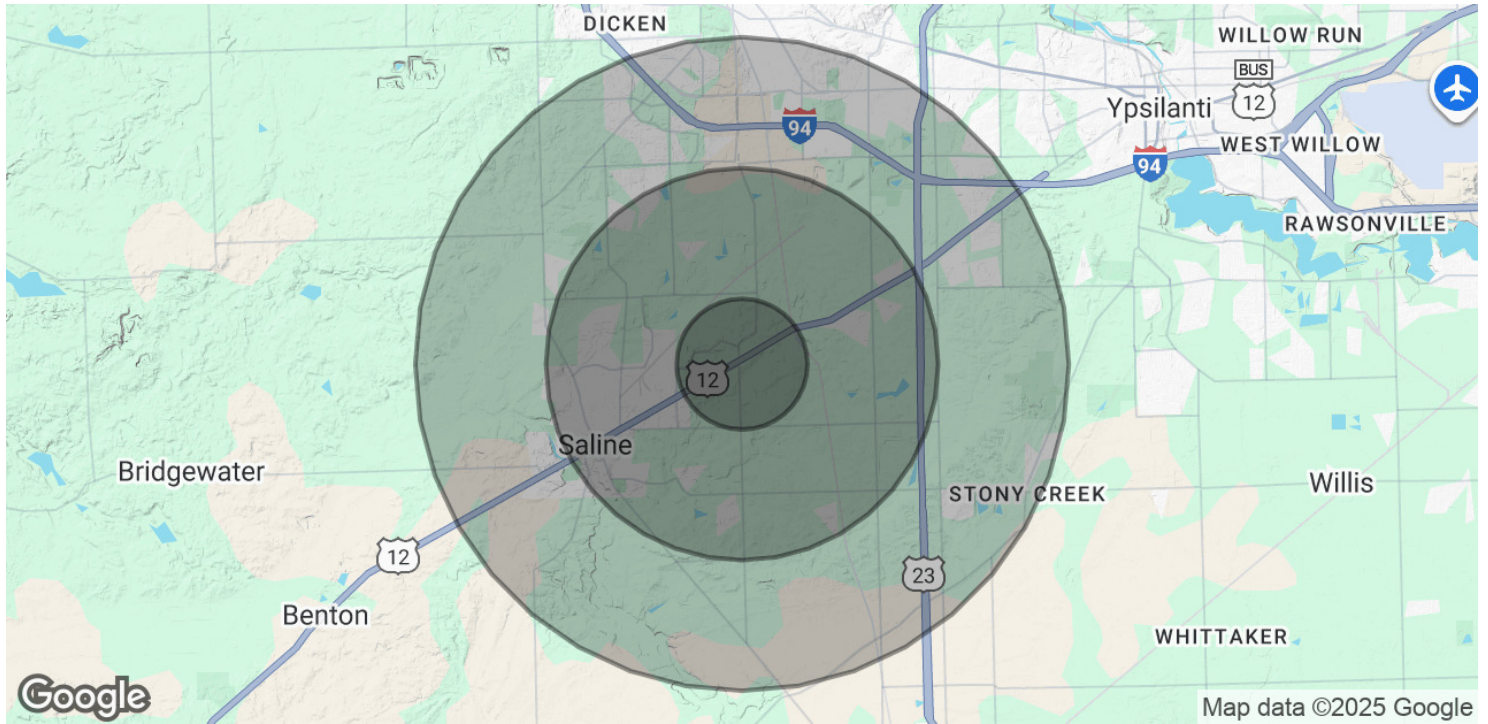 DICKEN
WILLOW RUN
BUS
12
Ypsilanti
94
WEST WILLOW
94
RAWSONVILLE
12
Saline
Bridgewater
Willis
STONY CREEK
12
23
Benton
WHITTAKER
Google
Map data ©2025 Google